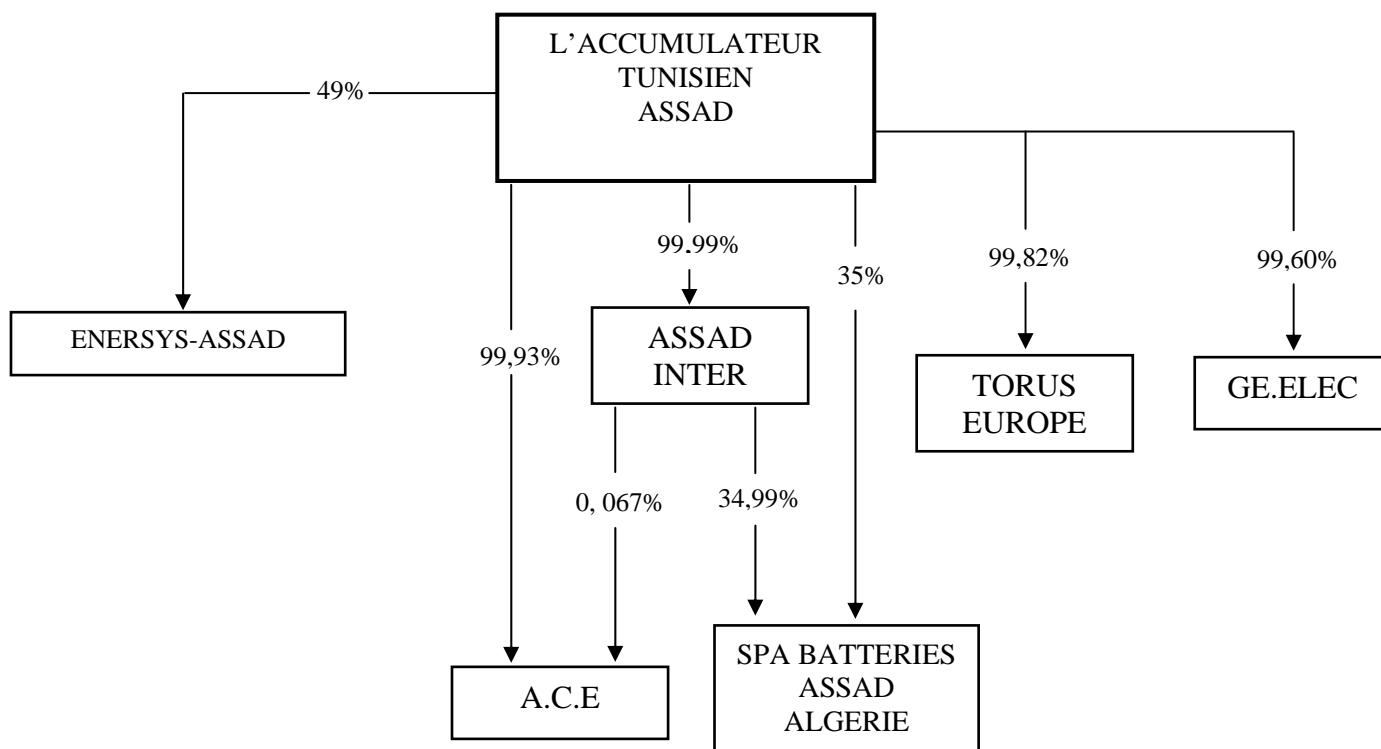 L’ACCUMULATEUR
TUNISIEN
ASSAD
49%
99,99%
99,82%
99,60%
35%
ENERSYS-ASSAD
99,93%
ASSAD
INTER
TORUS
EUROPE
GE.ELEC
0, 067%
34,99%
A.C.E
SPA BATTERIES
ASSAD
ALGERIE